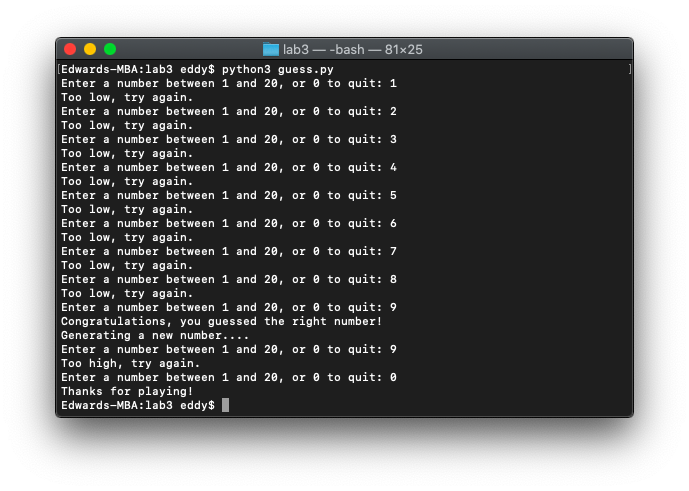 lab3 — -bash — 81×25
[Edwards-MBA:lab3 eddy$ python3 guess.py ]
Enter a number between 1 and 20, or 0 to quit: 1
Too low, try again.
Enter a number between 1 and 20, or 0 to quit: 2
Too low, try again.
Enter a number between 1 and 20, or 0 to quit: 3
Too low, try again.
Enter a number between 1 and 20, or 0 to quit: 4
Too low, try again.
Enter a number between 1 and 20, or 0 to quit: 5
Too low, try again.
Enter a number between 1 and 20, or 0 to quit: 6
Too low, try again.
Enter a number between 1 and 20, or 0 to quit: 7
Too low, try again.
Enter a number between 1 and 20, or 0 to quit: 8
Too low, try again.
Enter a number between 1 and 20, or 0 to quit: 9
Congratulations, you guessed the right number!
Generating a new number....
Enter a number between 1 and 20, or 0 to quit: 9
Too high, try again.
Enter a number between 1 and 20, or 0 to quit: 0
Thanks for playing!
Edwards-MBA:lab3 eddy$